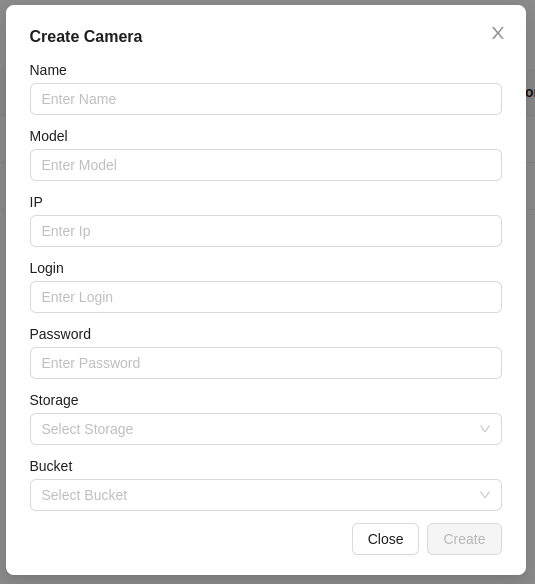 Create Camera
Name
Enter Name
Model
Enter Model
IP
Enter Ip
Login
Enter Login
Password
Enter Password
Storage
Select Storage
Bucket
Select Bucket
Close
Create